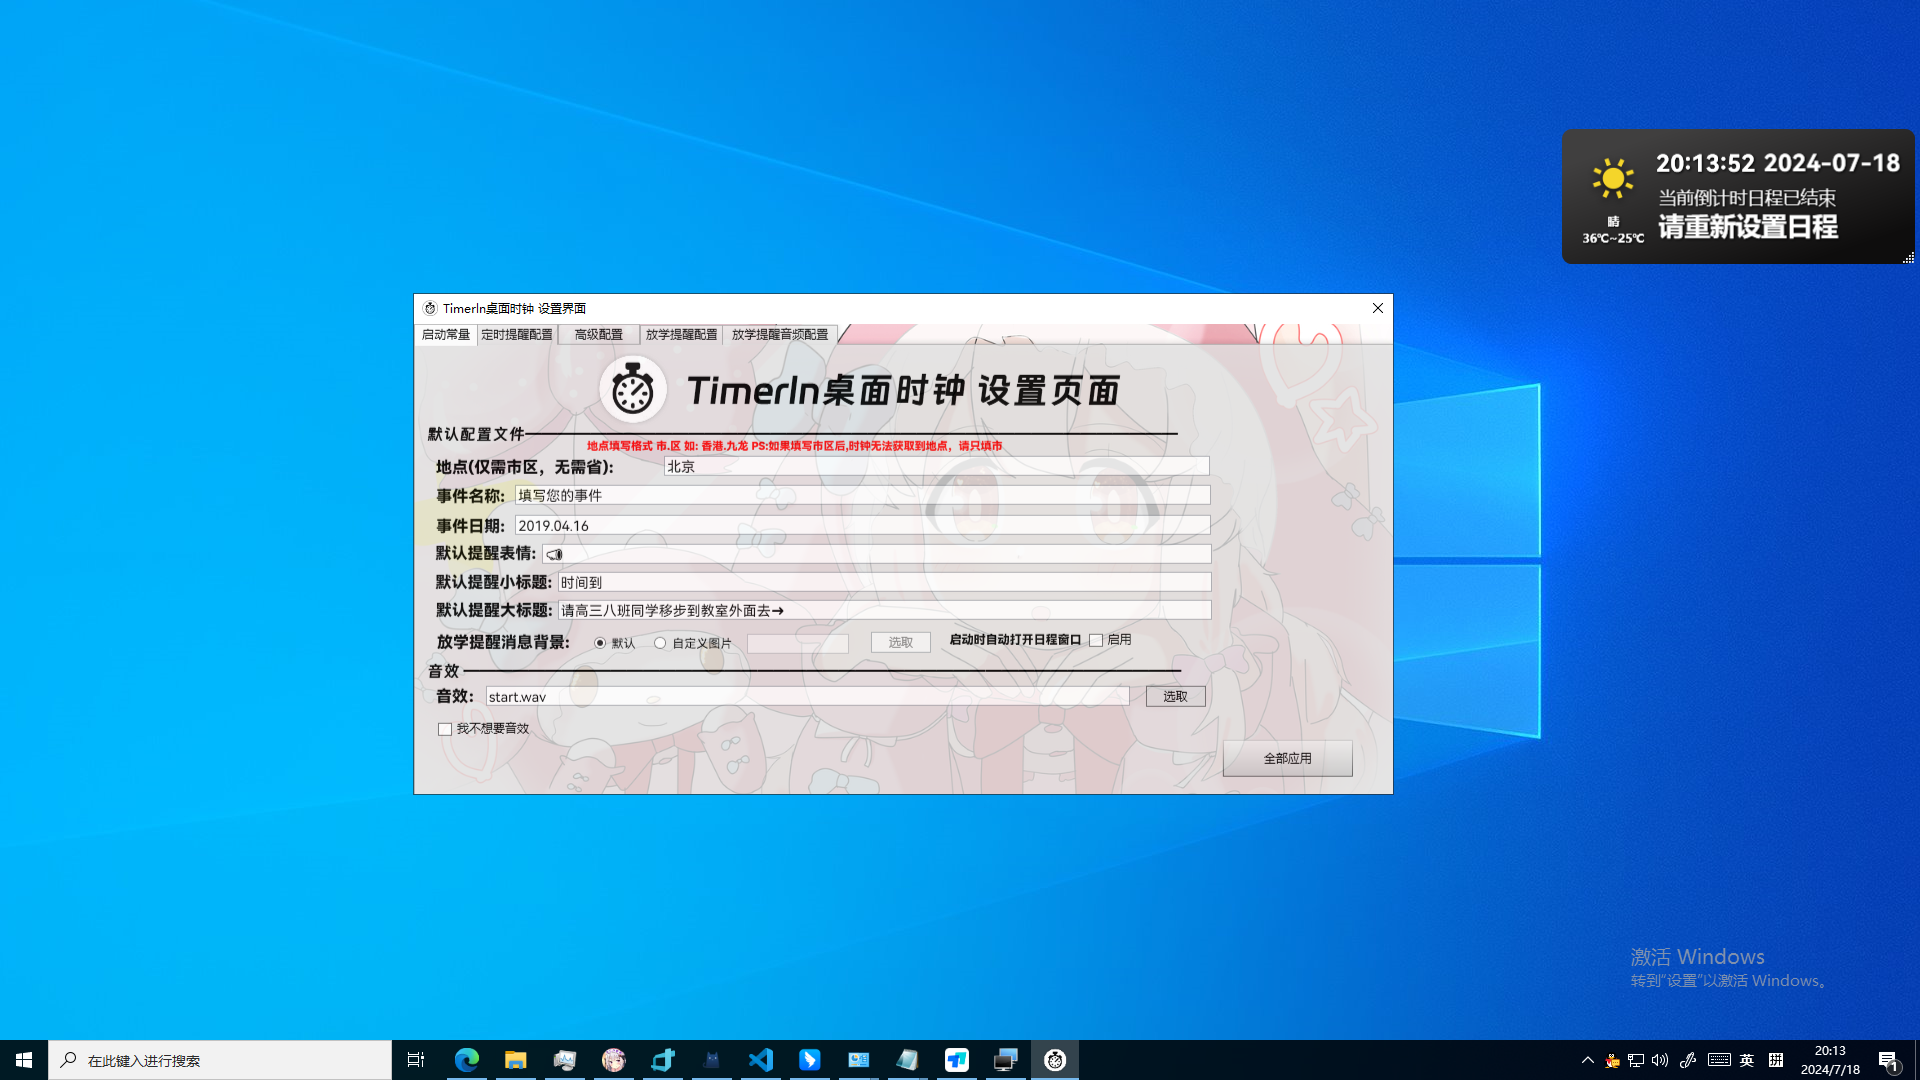 20:13:52 2024-07-18
当前倒计时日程已结束
晴
36℃~25℃
请重新设置日程
TimerIn桌面时钟 设置界面
启动常量 定时提醒配置 高级配置 放学提醒配置 放学提醒音频配置
TimerIn桌面时钟 设置页面
默认配置文件
地点填写格式 市.区 如: 香港.九龙 PS:如果填写市区后,时钟无法获取到地点，请只填市
地点(仅需市区，无需省): 北京
事件名称: 填写您的事件
事件日期: 2019.04.16
默认提醒表情:
默认提醒小标题: 时间到
默认提醒大标题: 请高三八班同学移步到教室外面去→
放学提醒消息背景: 默认 自定义图片 选取 启动时自动打开日程窗口 启用
音效
音效: start.wav 选取
我不想要音效
全部应用
激活 Windows
转到“设置”以激活 Windows。
在此键入进行搜索
英
20:13
2024/7/18
1